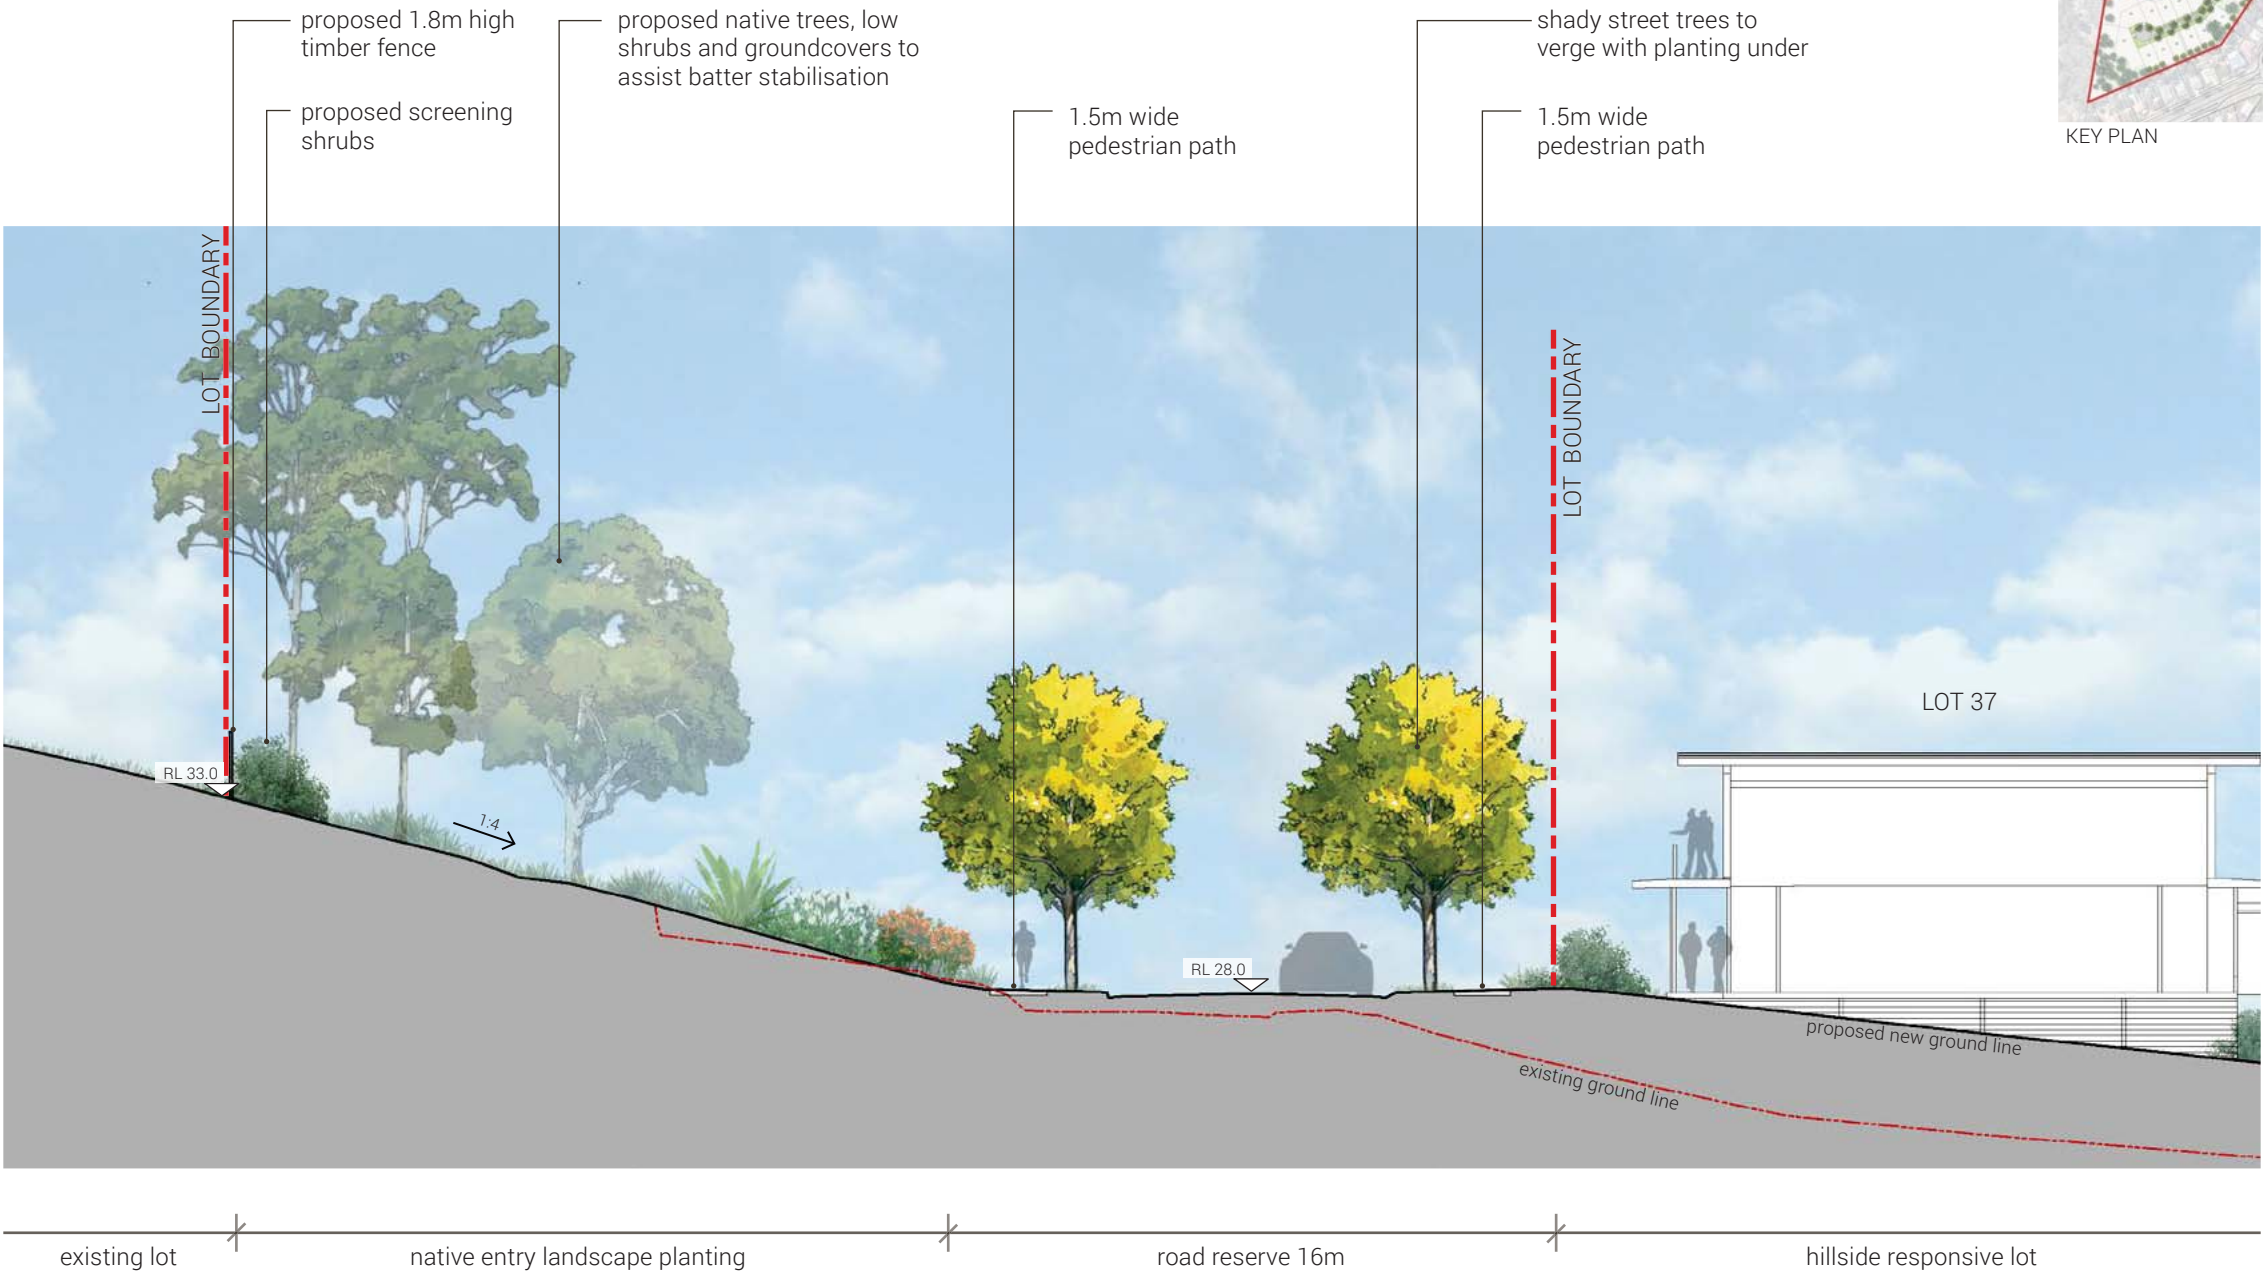 proposed 1.8m high
timber fence
proposed native trees, low
shrubs and groundcovers to
assist batter stabilisation
shady street trees to
verge with planting under
proposed screening
shrubs
1.5m wide
pedestrian path
1.5m wide
pedestrian path
KEY PLAN
LOT BOUNDARY
LOT BOUNDARY
LOT 37
RL 33.0
1:4
RL 28.0
proposed new ground line
existing ground line
existing lot
native entry landscape planting
road reserve 16m
hillside responsive lot